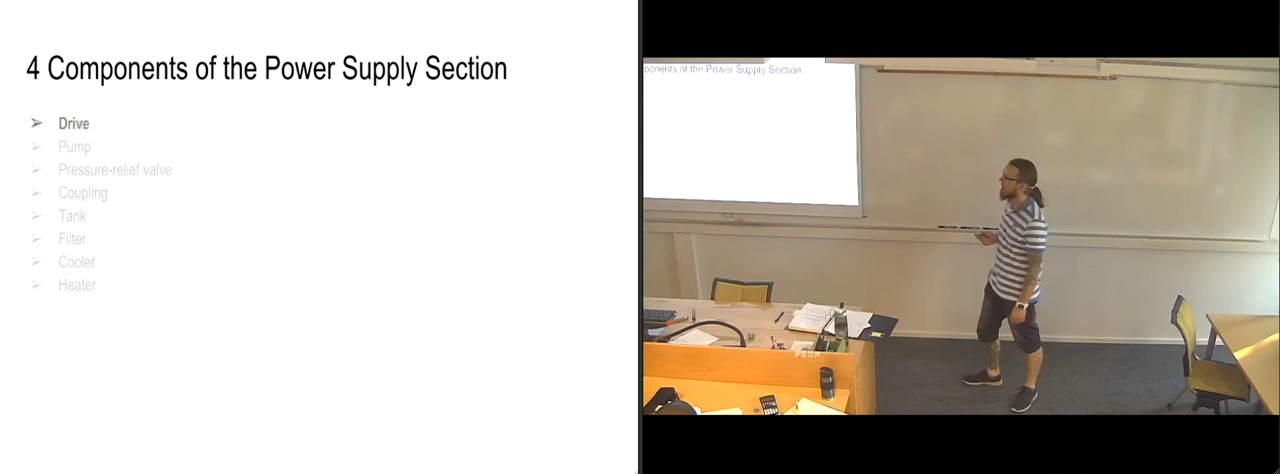 4 Components of the Power Supply Section
➢ Drive
➢ Pump
➢ Pressure-relief valve
➢ Coupling
➢ Tank
➢ Filter
➢ Cooler
➢ Heater
ponents of the Power Supply Section